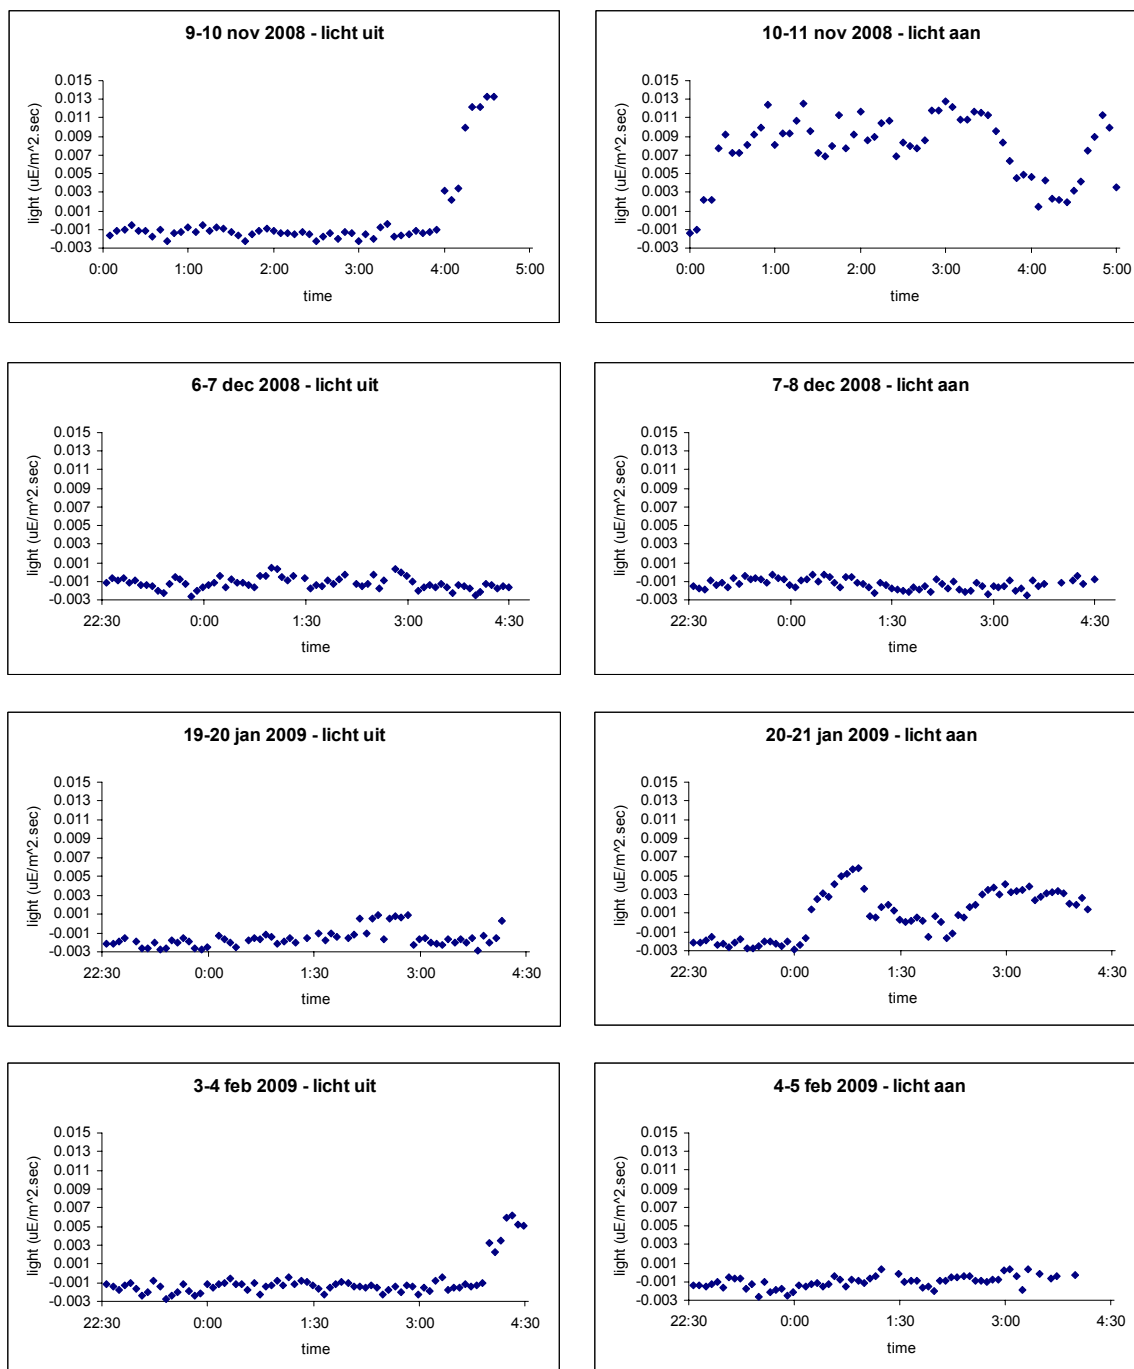 9-10 nov 2008 - licht uit
light (uE/m^2.sec)
0.015
0.013
0.011
0.009
0.007
0.005
0.003
0.001
-0.001
-0.003
0:00 1:00 2:00 3:00 4:00 5:00
time
10-11 nov 2008 - licht aan
light (uE/m^2.sec)
0.015
0.013
0.011
0.009
0.007
0.005
0.003
0.001
-0.001
-0.003
0:00 1:00 2:00 3:00 4:00 5:00
time
6-7 dec 2008 - licht uit
light (uE/m^2.sec)
0.015
0.013
0.011
0.009
0.007
0.005
0.003
0.001
-0.001
-0.003
22:30 0:00 1:30 3:00 4:30
time
7-8 dec 2008 - licht aan
light (uE/m^2.sec)
0.015
0.013
0.011
0.009
0.007
0.005
0.003
0.001
-0.001
-0.003
22:30 0:00 1:30 3:00 4:30
time
19-20 jan 2009 - licht uit
light (uE/m^2.sec)
0.015
0.013
0.011
0.009
0.007
0.005
0.003
0.001
-0.001
-0.003
22:30 0:00 1:30 3:00 4:30
time
20-21 jan 2009 - licht aan
light (uE/m^2.sec)
0.015
0.013
0.011
0.009
0.007
0.005
0.003
0.001
-0.001
-0.003
22:30 0:00 1:30 3:00 4:30
time
3-4 feb 2009 - licht uit
light (uE/m^2.sec)
0.015
0.013
0.011
0.009
0.007
0.005
0.003
0.001
-0.001
-0.003
22:30 0:00 1:30 3:00 4:30
time
4-5 feb 2009 - licht aan
light (uE/m^2.sec)
0.015
0.013
0.011
0.009
0.007
0.005
0.003
0.001
-0.001
-0.003
22:30 0:00 1:30 3:00 4:30
time